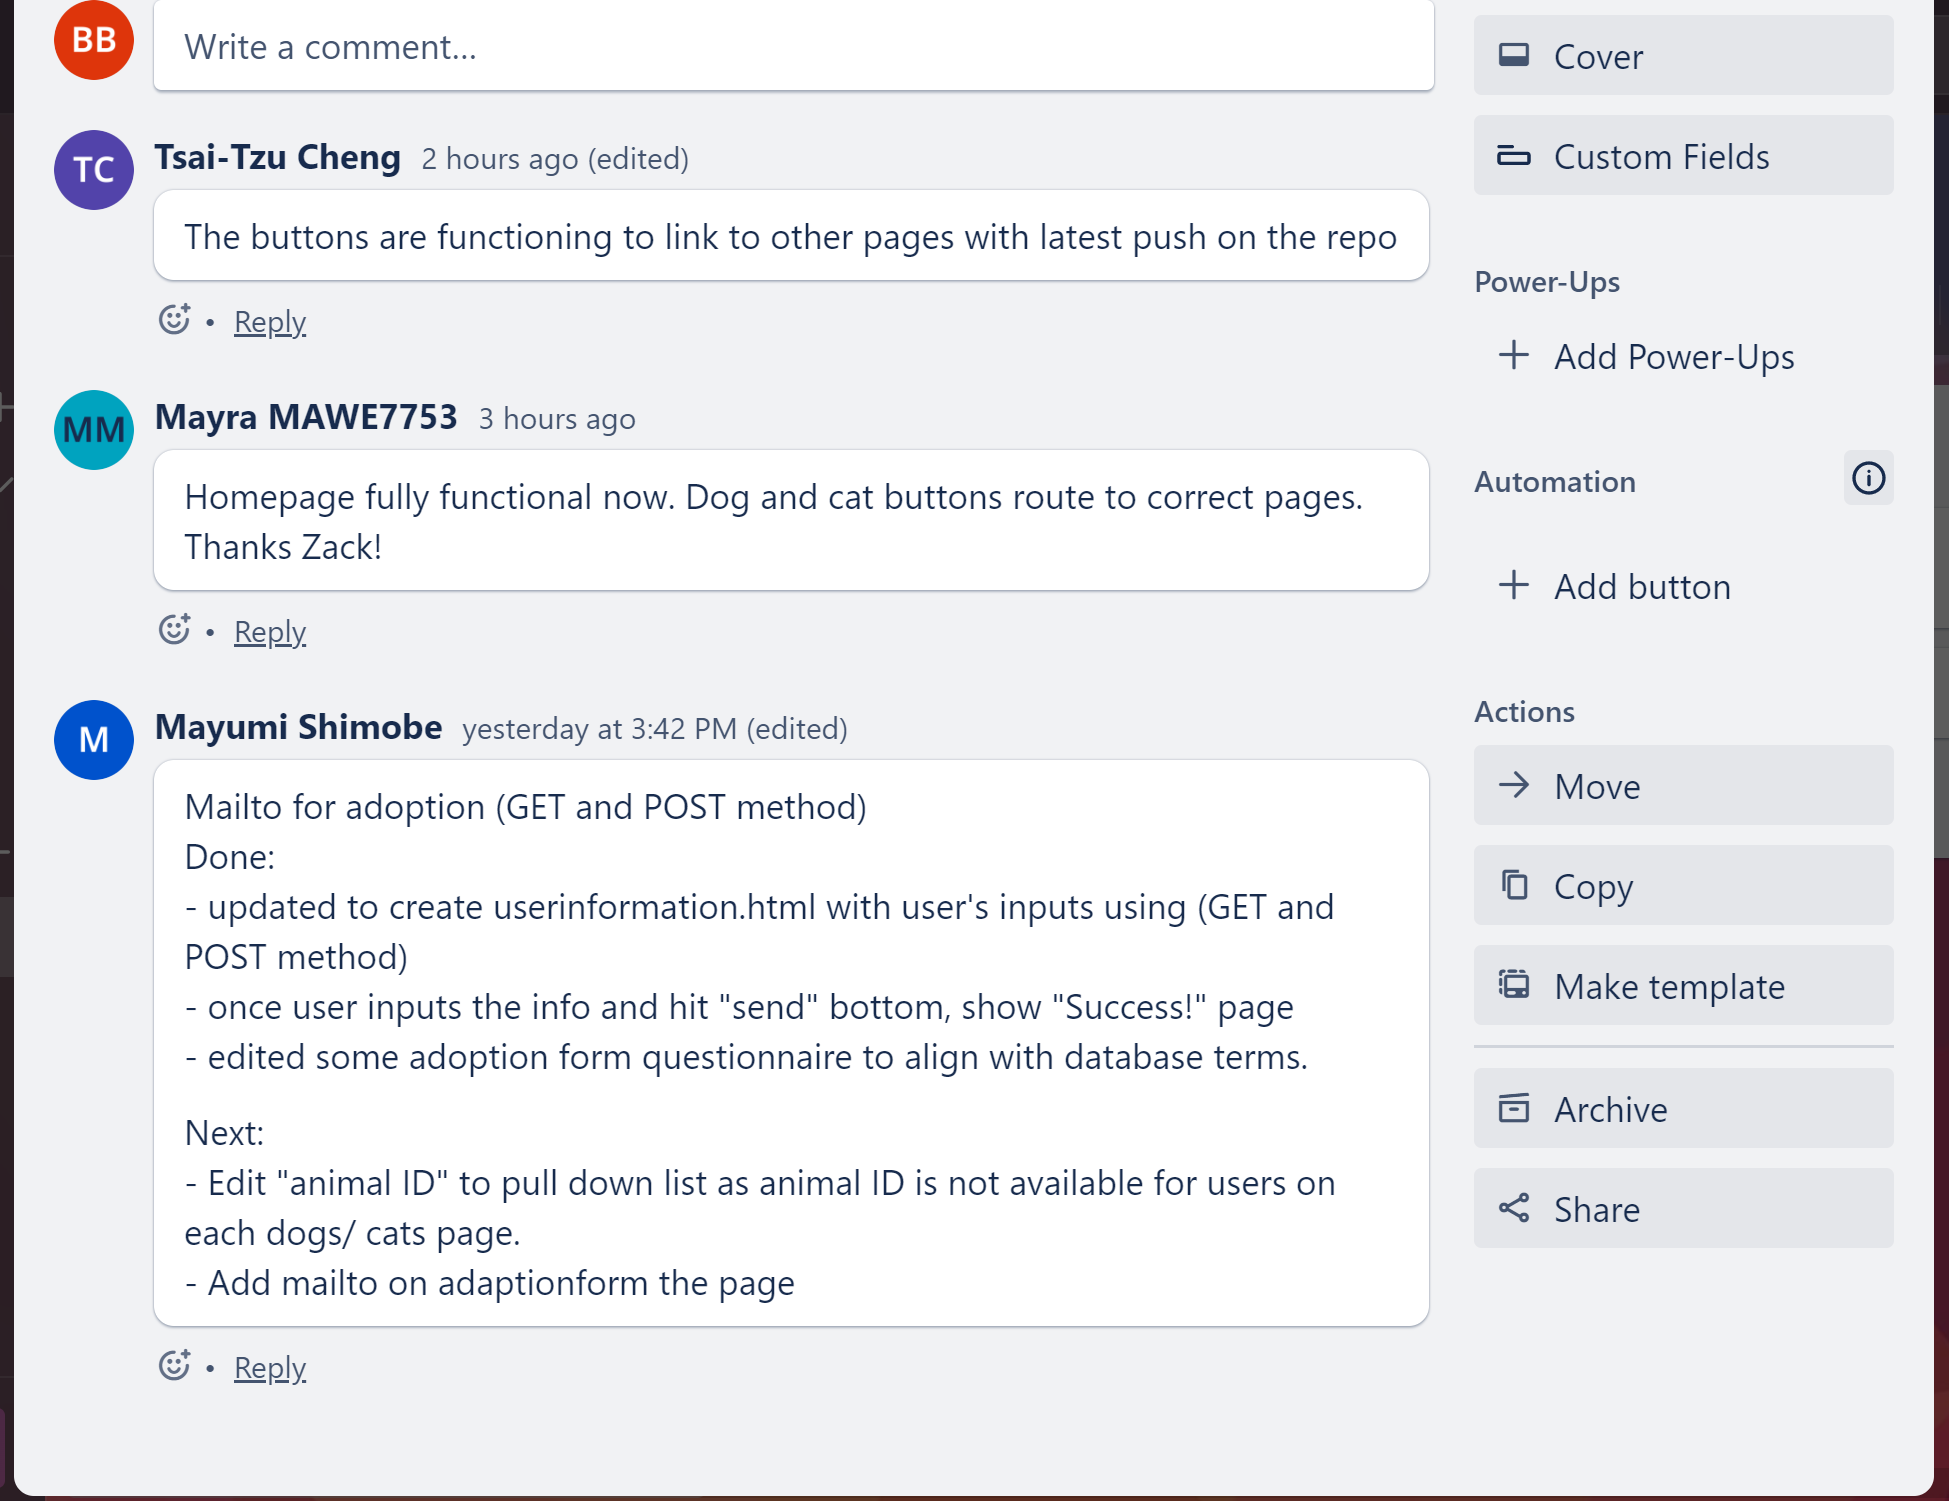 BB
Write a comment...
TC
Tsai-Tzu Cheng 2 hours ago (edited)
The buttons are functioning to link to other pages with latest push on the repo
• Reply
MM
Mayra MAWE7753 3 hours ago
Homepage fully functional now. Dog and cat buttons route to correct pages.
Thanks Zack!
• Reply
M
Mayumi Shimobe yesterday at 3:42 PM (edited)
Mailto for adoption (GET and POST method)
Done:
- updated to create userinformation.html with user's inputs using (GET and
POST method)
- once user inputs the info and hit "send" bottom, show "Success!" page
- edited some adoption form questionnaire to align with database terms.
Next:
- Edit "animal ID" to pull down list as animal ID is not available for users on
each dogs/ cats page.
- Add mailto on adaptionform the page
• Reply
Cover
Custom Fields
Power-Ups
Add Power-Ups
Automation
Add button
Actions
Move
Copy
Make template
Archive
Share